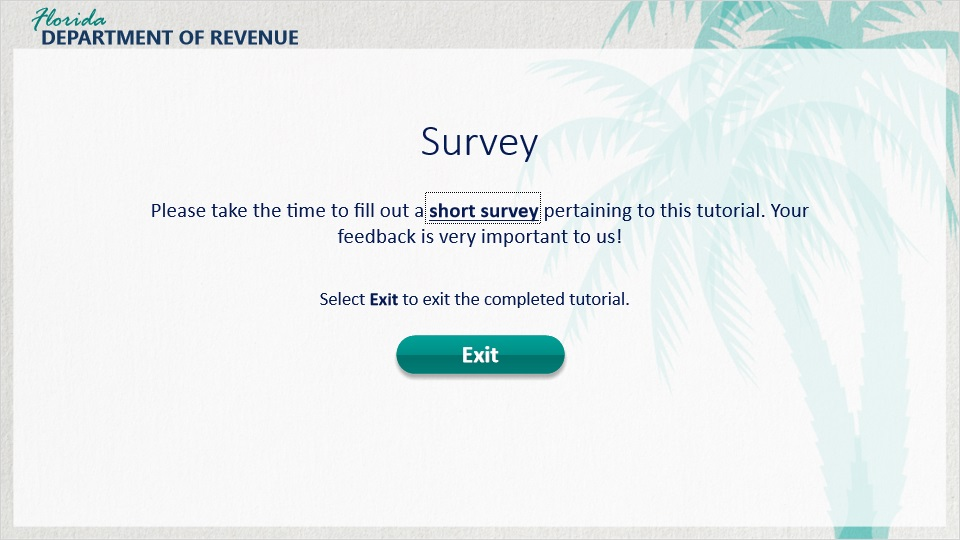 Florida
DEPARTMENT OF REVENUE
Survey
Please take the time to fill out a short survey pertaining to this tutorial. Your
feedback is very important to us!
Select Exit to exit the completed tutorial.
Exit